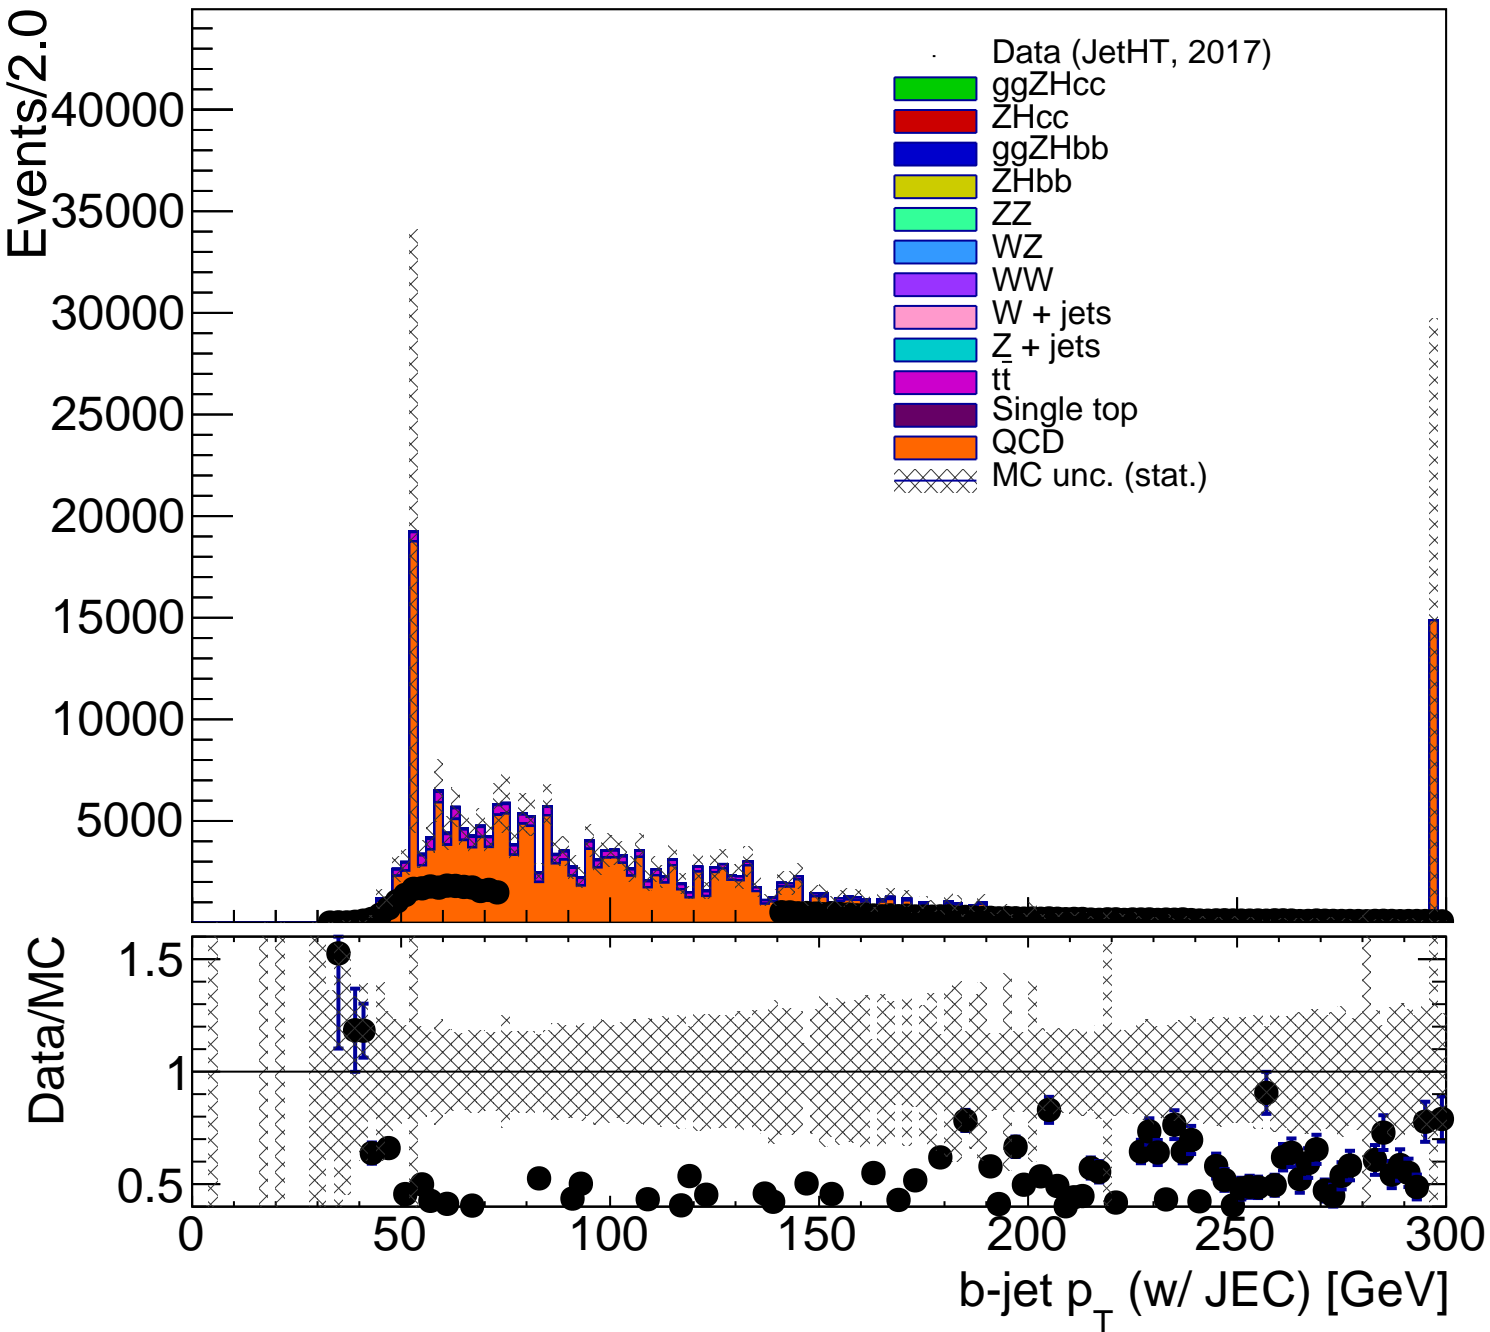 Events/2.0
40000
35000
30000
25000
20000
15000
10000
5000
Data (JetHT, 2017)
ggZHcc
ZHcc
ggZHbb
ZHbb
ZZ
WZ
WW
W + jets
Z + jets
tt̄
Single top
QCD
MC unc. (stat.)
Data/MC
1.5
1
0.5
0 50 100 150 200 250 300
b-jet p_T (w/ JEC) [GeV]